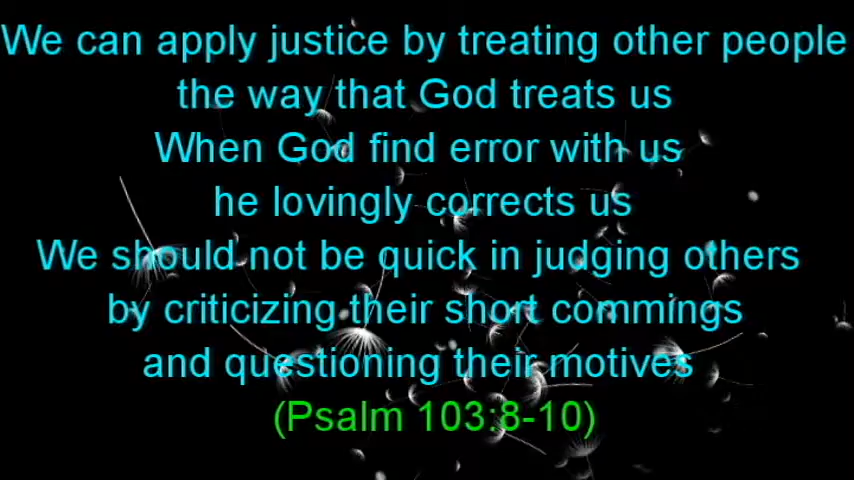 We can apply justice by treating other people
the way that God treats us
When God find error with us
he lovingly corrects us
We should not be quick in judging others
by criticizing their short commings
and questioning their motives
(Psalm 103:8-10)